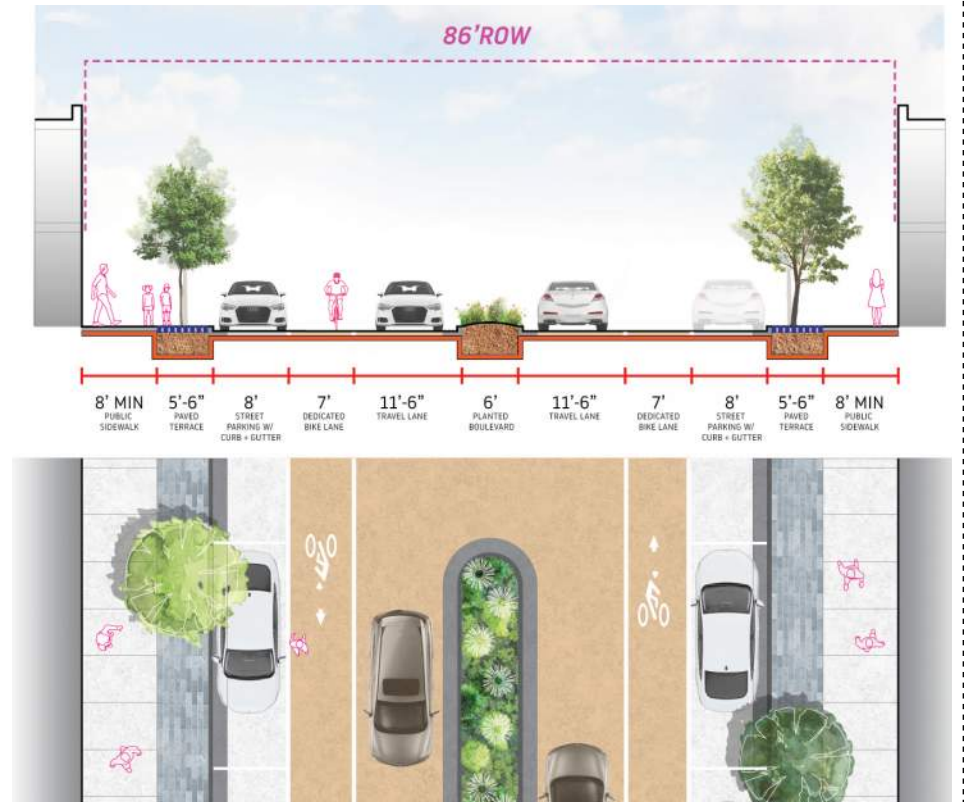 86'ROW
8' MIN
PUBLIC
SIDEWALK
5'-6"
PAVED
TERRACE
8'
STREET
PARKING W/
CURB + GUTTER
7'
DEDICATED
BIKE LANE
11'-6"
TRAVEL LANE
6'
PLANTED
BOULEVARD
11'-6"
TRAVEL LANE
7'
DEDICATED
BIKE LANE
8'
STREET
PARKING W/
CURB + GUTTER
5'-6"
PAVED
TERRACE
8' MIN
PUBLIC
SIDEWALK